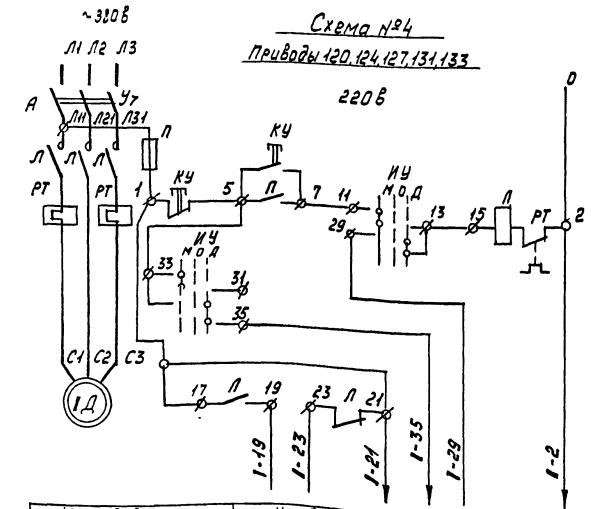 ~380в
Схема №4
Приводы 120,124,127,131,133
220в
Л1 Л2 Л3
0
А
У7
Л11 Л21 Л31
П
КУ
Л Л Л
РТ РТ
1
КУ
5
Л
7
11
ИУ
М О Д
29
13
15
Л
РТ
2
ИУ
М О Д
33
31
35
С1 С2 С3
1Д
17
Л
19
23
Л
21
1-19
1-23
1-21
1-35
1-29
1-2